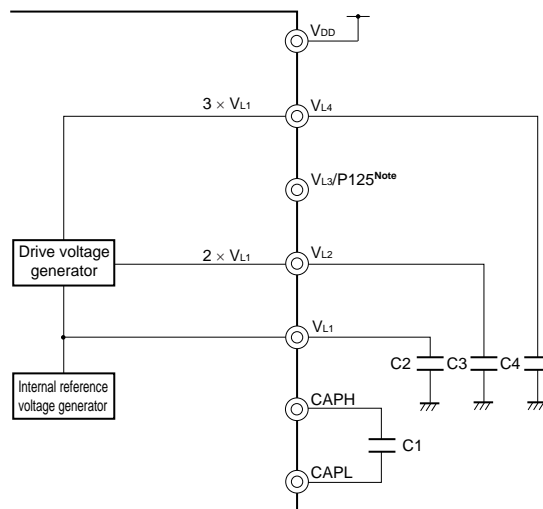 VDD
3 × VL1 VL4
VL3/P125Note
Drive voltage
generator
2 × VL1 VL2
VL1
C2 C3 C4
Internal reference
voltage generator
CAPH
C1
CAPL